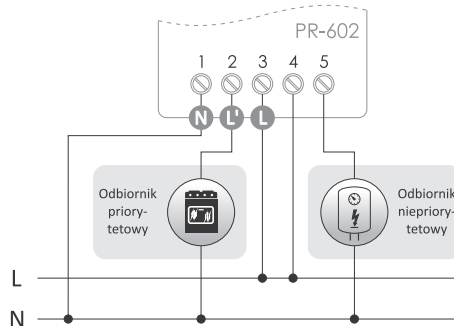 PR-602
1 2 3 4 5
N L' L
Odbiornik
priory-
tetowy
Odbiornik
niepriory-
tetowy
L
N